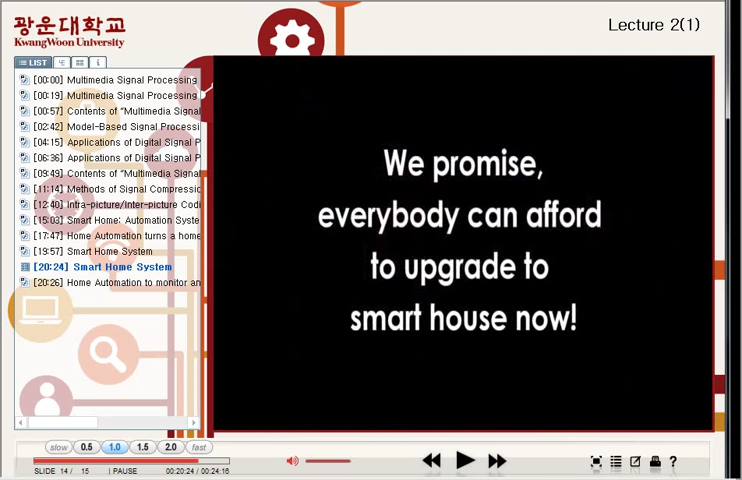 광운대학교
KwangWoon University
Lecture 2(1)
LIST
[00:00] Multimedia Signal Processing
[00:19] Multimedia Signal Processing
[00:57] Contents of "Multimedia Signal
[02:42] Model-Based Signal Processi
[04:15] Applications of Digital Signal P
[06:36] Applications of Digital Signal P
[09:49] Contents of "Multimedia Signal
[11:14] Methods of Signal Compressic
[12:40] Intra-picture/Inter-picture Codi
[15:03] Smart Home: Automation Syste
[17:47] Home Automation turns a home
[19:57] Smart Home System
[20:24] Smart Home System
[20:26] Home Automation to monitor an
We promise,
everybody can afford
to upgrade to
smart house now!
slow 0.5 1.0 1.5 2.0 fast
SLIDE 14 / 15 | PAUSE 00:20:24 / 00:24:16